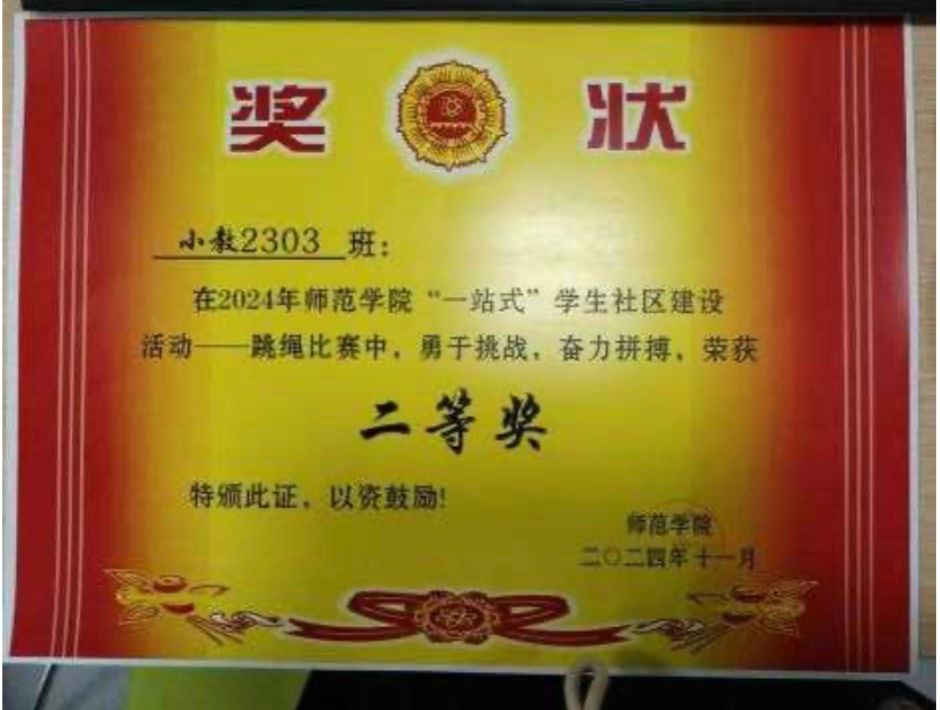 奖 状
小教2303 班：
在2024年师范学院“一站式”学生社区建设
活动——跳绳比赛中，勇于挑战，奋力拼搏，荣获
二等奖
特颁此证，以资鼓励!
师范学院
二〇二四年十一月